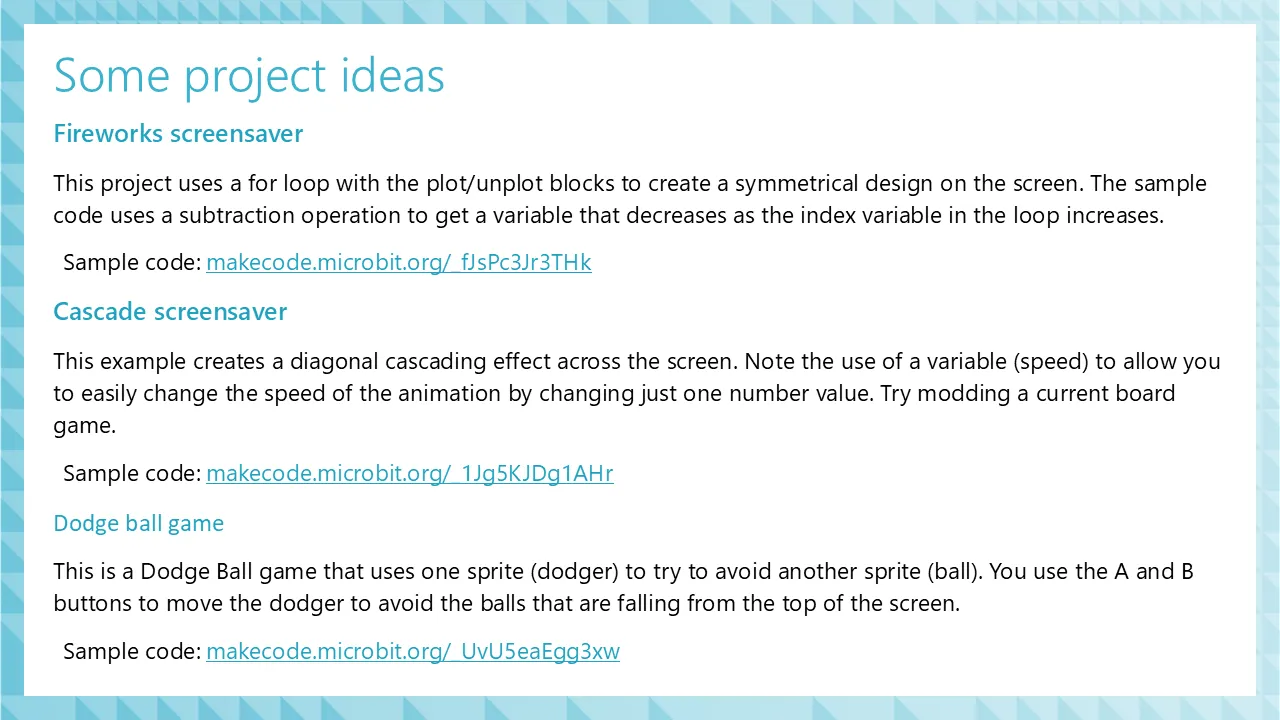 Some project ideas
Fireworks screensaver
This project uses a for loop with the plot/unplot blocks to create a symmetrical design on the screen. The sample
code uses a subtraction operation to get a variable that decreases as the index variable in the loop increases.
Sample code: makecode.microbit.org/_fJsPc3Jr3THk
Cascade screensaver
This example creates a diagonal cascading effect across the screen. Note the use of a variable (speed) to allow you
to easily change the speed of the animation by changing just one number value. Try modding a current board
game.
Sample code: makecode.microbit.org/_1Jg5KJDg1AHr
Dodge ball game
This is a Dodge Ball game that uses one sprite (dodger) to try to avoid another sprite (ball). You use the A and B
buttons to move the dodger to avoid the balls that are falling from the top of the screen.
Sample code: makecode.microbit.org/_UvU5eaEgg3xw